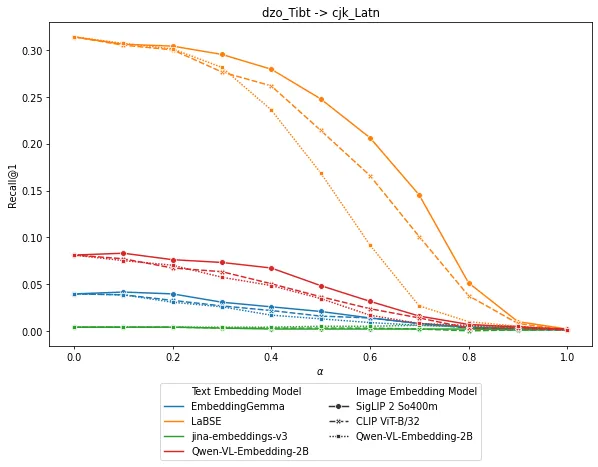 dzo_Tibt -> cjk_Latn
Recall@1
0.30
0.25
0.20
0.15
0.10
0.05
0.00
0.0 0.2 0.4 0.6 0.8 1.0
α
Text Embedding Model Image Embedding Model
EmbeddingGemma SigLIP 2 So400m
LaBSE CLIP ViT-B/32
jina-embeddings-v3 Qwen-VL-Embedding-2B
Qwen-VL-Embedding-2B